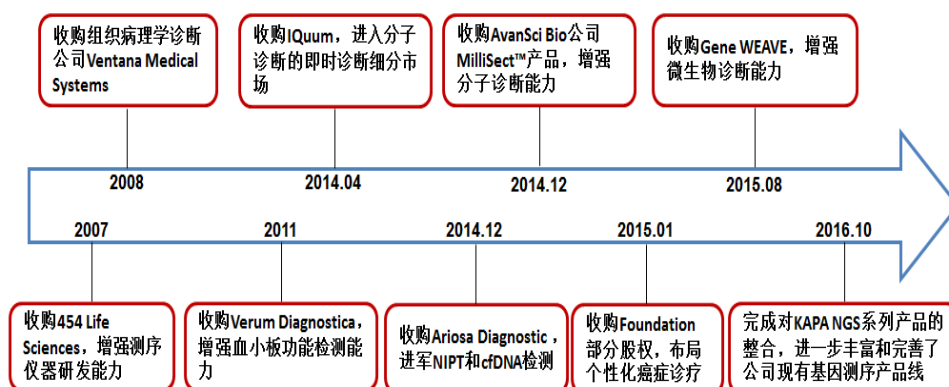 收购组织病理学诊断
公司Ventana Medical
Systems
收购IQuum，进入分子
诊断的即时诊断细分市
场
收购AvanSci Bio公司
MilliSect™产品，增强
分子诊断能力
收购Gene WEAVE，增强
微生物诊断能力
2008
2014.04
2014.12
2015.08
2007
2011
2014.12
2015.01
2016.10
收购454 Life
Sciences，增强测序
仪器研发能力
收购Verum Diagnostica，
增强血小板功能检测能
力
收购Ariosa Diagnostic，
进军NIPT和cfDNA检测
收购Foundation
部分股权，布局
个性化癌症诊疗
完成对KAPA NGS系列产品的
整合，进一步丰富和完善了
公司现有基因测序产品线